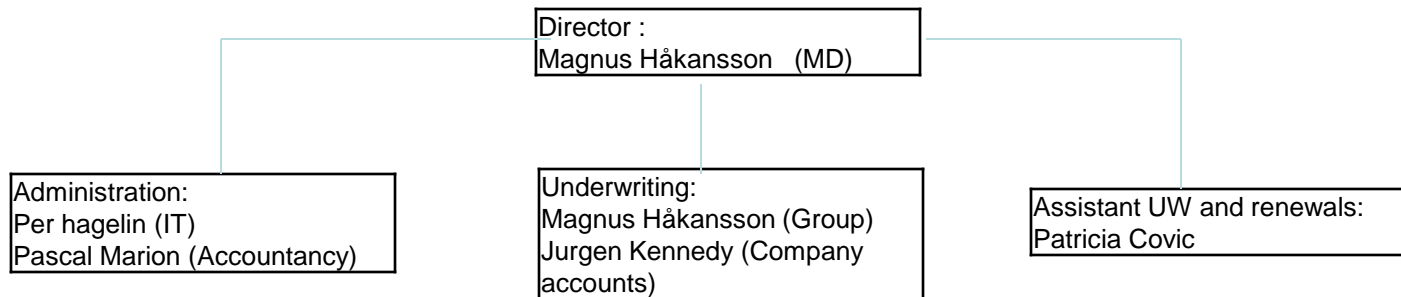 Director :
Magnus Håkansson (MD)
Administration:
Per hagelin (IT)
Pascal Marion (Accountancy)
Underwriting:
Magnus Håkansson (Group)
Jurgen Kennedy (Company
accounts)
Assistant UW and renewals:
Patricia Covic